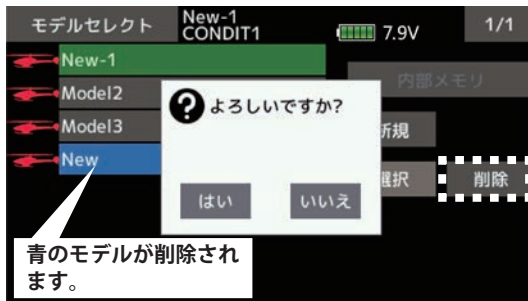 モデルセレクト
New-1
CONDIT1
7.9V
1/1
New-1
Model2
内部メモリ
Model3
よろしいですか?
New
選択
削除
はい
いいえ
青のモデルが削除され
ます。